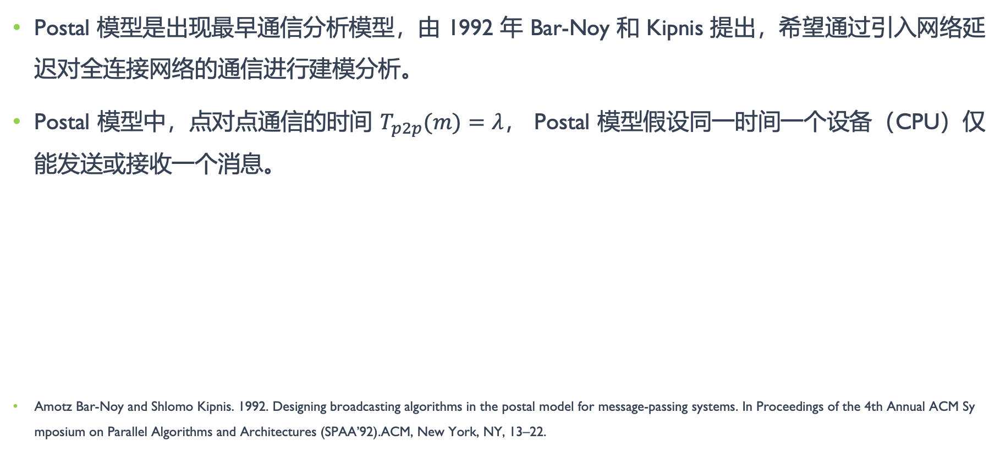 • Postal 模型是出现最早通信分析模型，由 1992 年 Bar-Noy 和 Kipnis 提出，希望通过引入网络延
迟对全连接网络的通信进行建模分析。
• Postal 模型中，点对点通信的时间 $T_{p2p}(m) = \lambda$， Postal 模型假设同一时间一个设备（CPU）仅
能发送或接收一个消息。
• Amotz Bar-Noy and Shlomo Kipnis. 1992. Designing broadcasting algorithms in the postal model for message-passing systems. In Proceedings of the 4th Annual ACM Sy
mposium on Parallel Algorithms and Architectures (SPAA’92).ACM, New York, NY, 13–22.